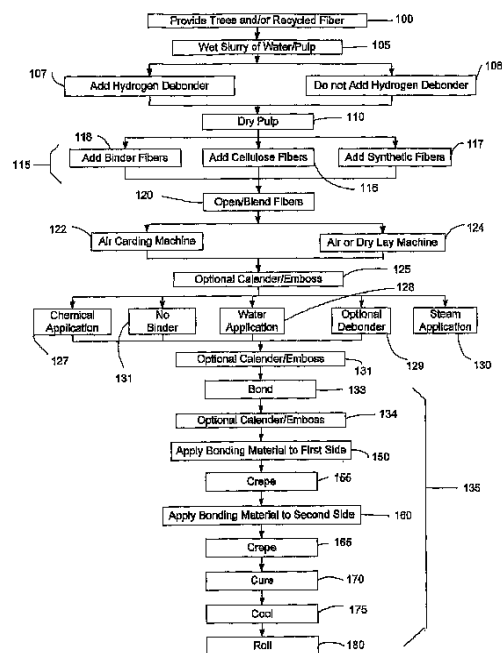 Provide Trees and/or Recycled Fiber 100
Wet Slurry of Water/Pulp 105
107 106
Add Hydrogen Debonder Do not Add Hydrogen Debonder
Dry Pulp 110
118 117
115 Add Binder Fibers Add Cellulose Fibers Add Synthetic Fibers
120 116
Open/Blend Fibers
122 124
Air Carding Machine Air or Dry Lay Machine
Optional Calender/Emboss 125
128
Chemical Application No Binder Water Application Optional Debonder Steam Application
127 131 129 130
Optional Calender/Emboss 131
Bond 133
Optional Calender/Emboss 134
Apply Bonding Material to First Side 150
Crepe 155
135
Apply Bonding Material to Second Side 160
Crepe 165
Cure 170
Cool 175
Roll 180